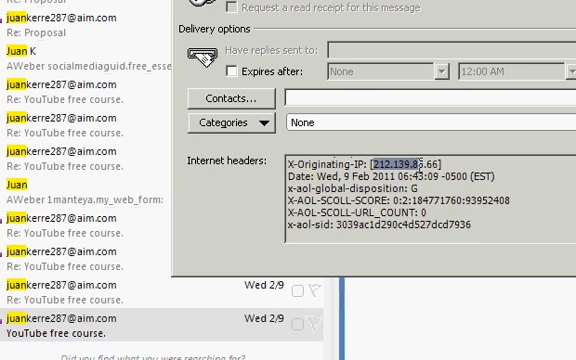 Re: Proposal
juankerre287@aim.com
Re: Proposal
Juan K
AWeber socialmediaguid.free_esse
juankerre287@aim.com
Re: YouTube free course.
juankerre287@aim.com
Re: YouTube free course.
juankerre287@aim.com
Re: YouTube free course.
Juan
AWeber 1manteya.my_web_form:
juankerre287@aim.com
Re: YouTube free course.
juankerre287@aim.com
Re: YouTube free course.
juankerre287@aim.com Wed 2/9
Re: YouTube free course.
juankerre287@aim.com Wed 2/9
YouTube free course.
Did you find what you were searching for?
Request a read receipt for this message
Delivery options
Have replies sent to:
Expires after: None 12:00 AM
Contacts...
Categories None
Internet headers:
X-Originating-IP: [212.139.8 .66]
Date: Wed, 9 Feb 2011 06:43:09 -0500 (EST)
x-aol-global-disposition: G
X-AOL-SCOLL-SCORE: 0:2:184771760:93952408
X-AOL-SCOLL-URL_COUNT: 0
x-aol-sid: 3039ac1d290c4d527dcd7936